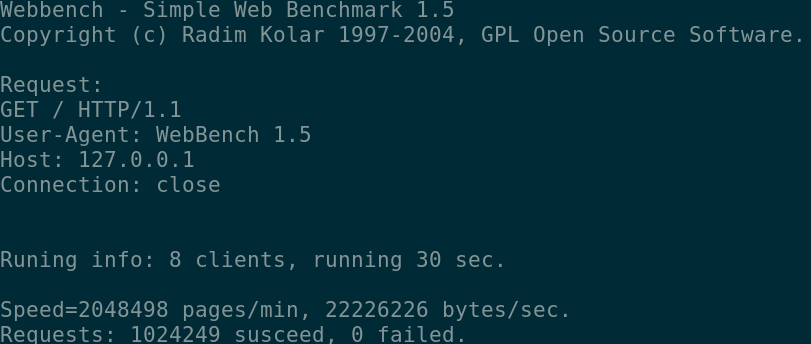 Webbench - Simple Web Benchmark 1.5
Copyright (c) Radim Kolar 1997-2004, GPL Open Source Software.
Request:
GET / HTTP/1.1
User-Agent: WebBench 1.5
Host: 127.0.0.1
Connection: close
Runing info: 8 clients, running 30 sec.
Speed=2048498 pages/min, 22226226 bytes/sec.
Requests: 1024249 susceed, 0 failed.